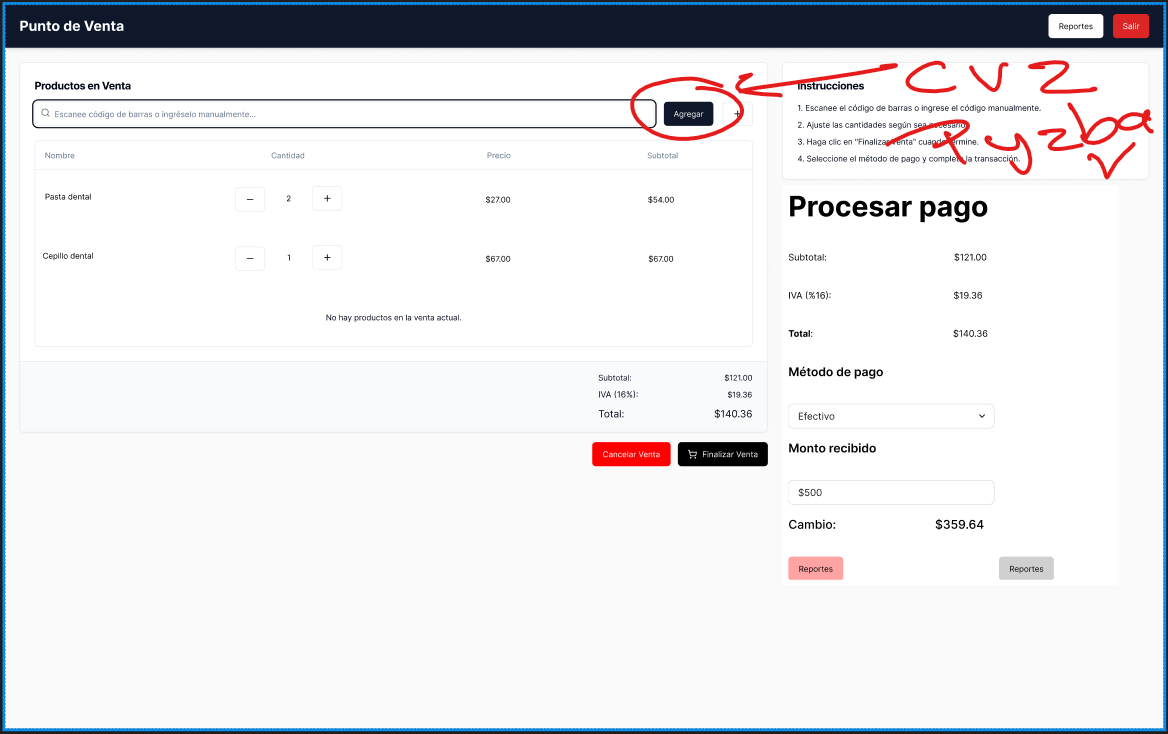 Punto de Venta
Reportes
Salir
Productos en Venta
Escanee código de barras o ingréselo manualmente...
Agregar
+
Nombre Cantidad Precio Subtotal
Pasta dental − 2 + $27.00 $54.00
Cepillo dental − 1 + $67.00 $67.00
No hay productos en la venta actual.
Subtotal: $121.00
IVA (16%): $19.36
Total: $140.36
Cancelar Venta
Finalizar Venta
Instrucciones
1. Escanee el código de barras o ingrese el código manualmente.
2. Ajuste las cantidades según sea necesario.
3. Haga clic en "Finalizar Venta" cuando termine.
4. Seleccione el método de pago y complete la transacción.
Procesar pago
Subtotal: $121.00
IVA (%16): $19.36
Total: $140.36
Método de pago
Efectivo
Monto recibido
$500
Cambio: $359.64
Reportes
Reportes